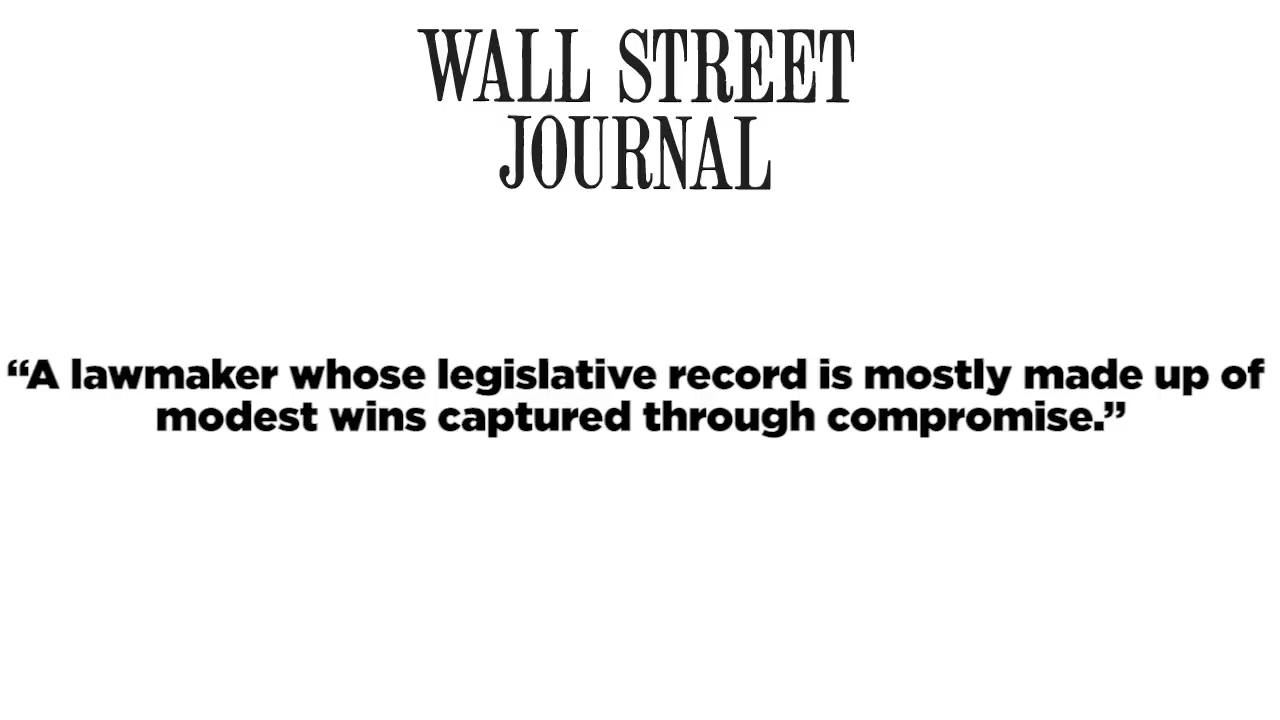 WALL STREET
JOURNAL
“A lawmaker whose legislative record is mostly made up of
modest wins captured through compromise.”